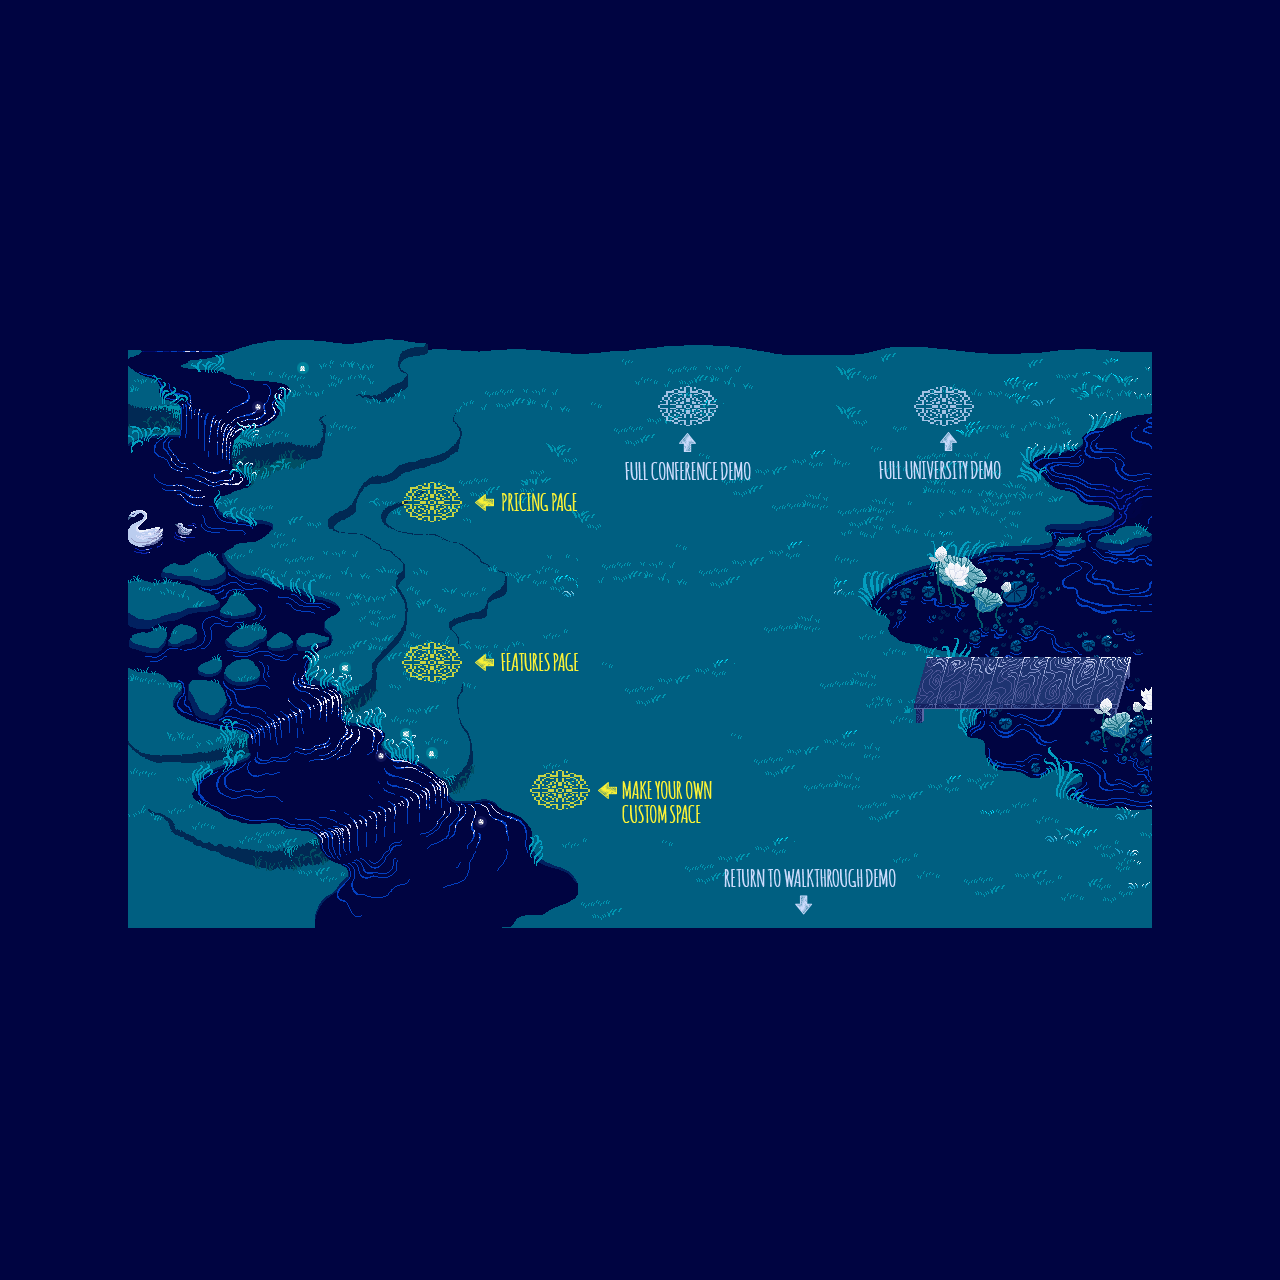 FULL CONFERENCE DEMO
FULL UNIVERSITY DEMO
PRICING PAGE
FEATURES PAGE
MAKE YOUR OWN
CUSTOM SPACE
RETURN TO WALKTHROUGH DEMO